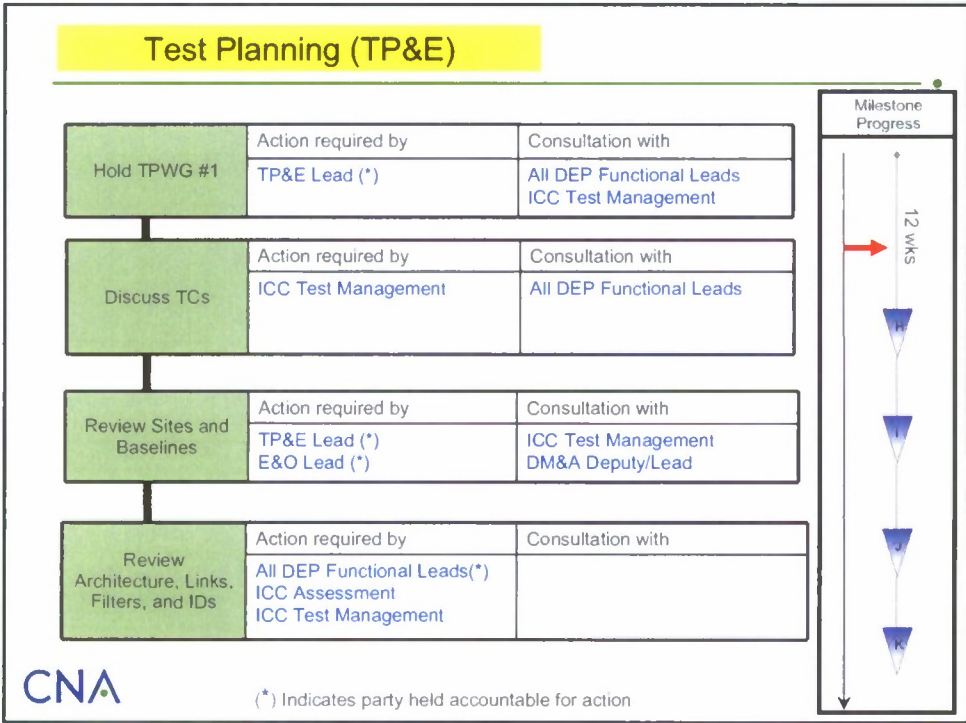 Test Planning (TP&E)
Milestone
Progress
Hold TPWG #1
Action required by
Consultation with
TP&E Lead (*)
All DEP Functional Leads
ICC Test Management
12 wks
Discuss TCs
Action required by
Consultation with
ICC Test Management
All DEP Functional Leads
H
Review Sites and
Baselines
Action required by
Consultation with
TP&E Lead (*)
ICC Test Management
E&O Lead (*)
DM&A Deputy/Lead
I
Review
Architecture, Links,
Filters, and IDs
Action required by
Consultation with
All DEP Functional Leads(*)
ICC Assessment
ICC Test Management
J
K
CNA
(*) Indicates party held accountable for action